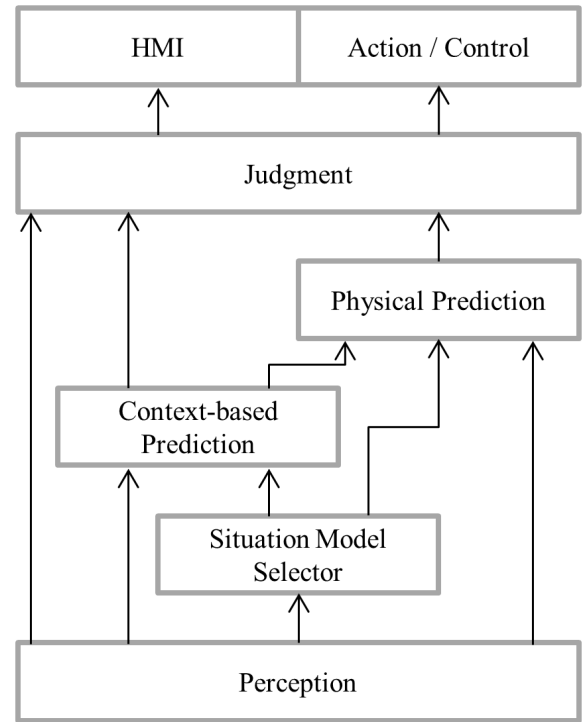 HMI
Action / Control
Judgment
Physical Prediction
Context-based
Prediction
Situation Model
Selector
Perception